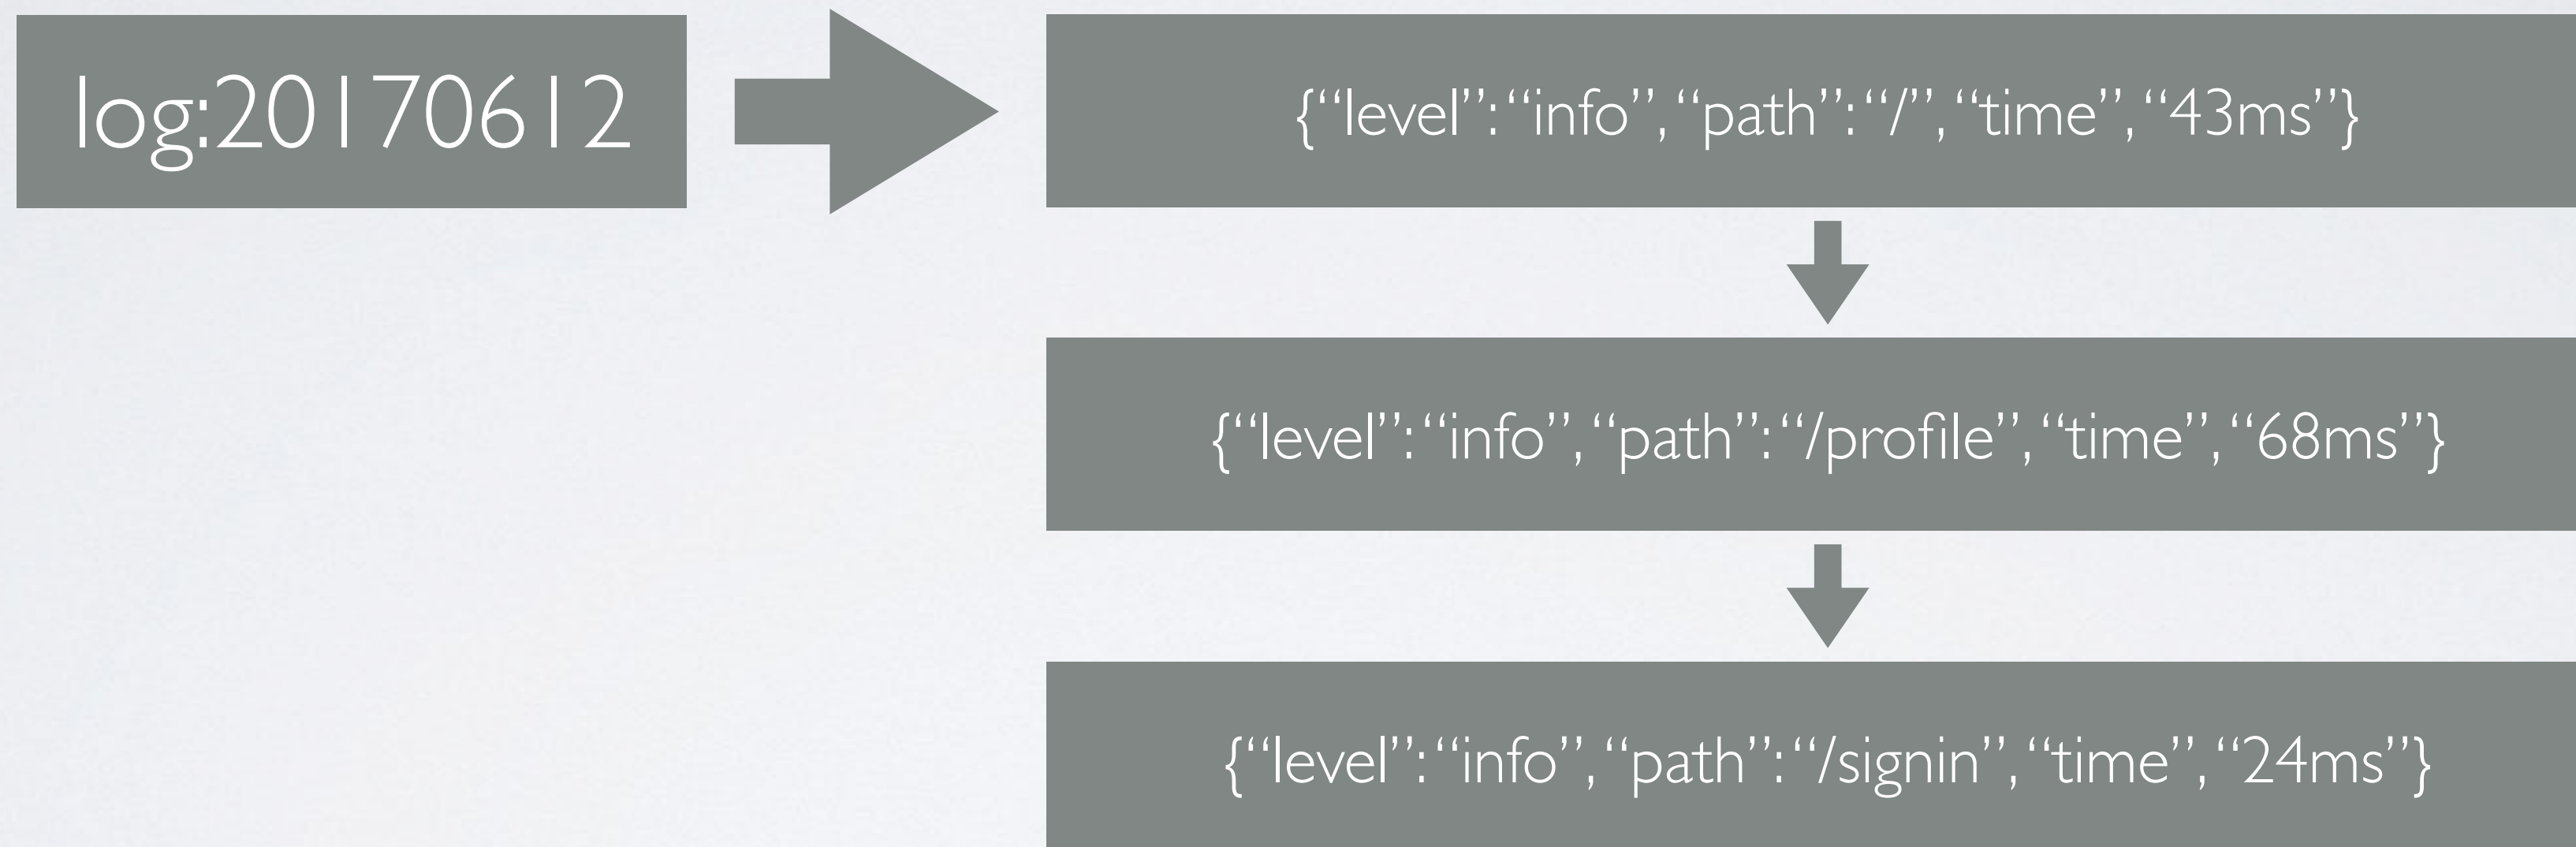 log:20170612
{“level”:“info”,“path”:“/”,“time”,“43ms”}
{“level”:“info”,“path”:“/profile”,“time”,“68ms”}
{“level”:“info”,“path”:“/signin”,“time”,“24ms”}